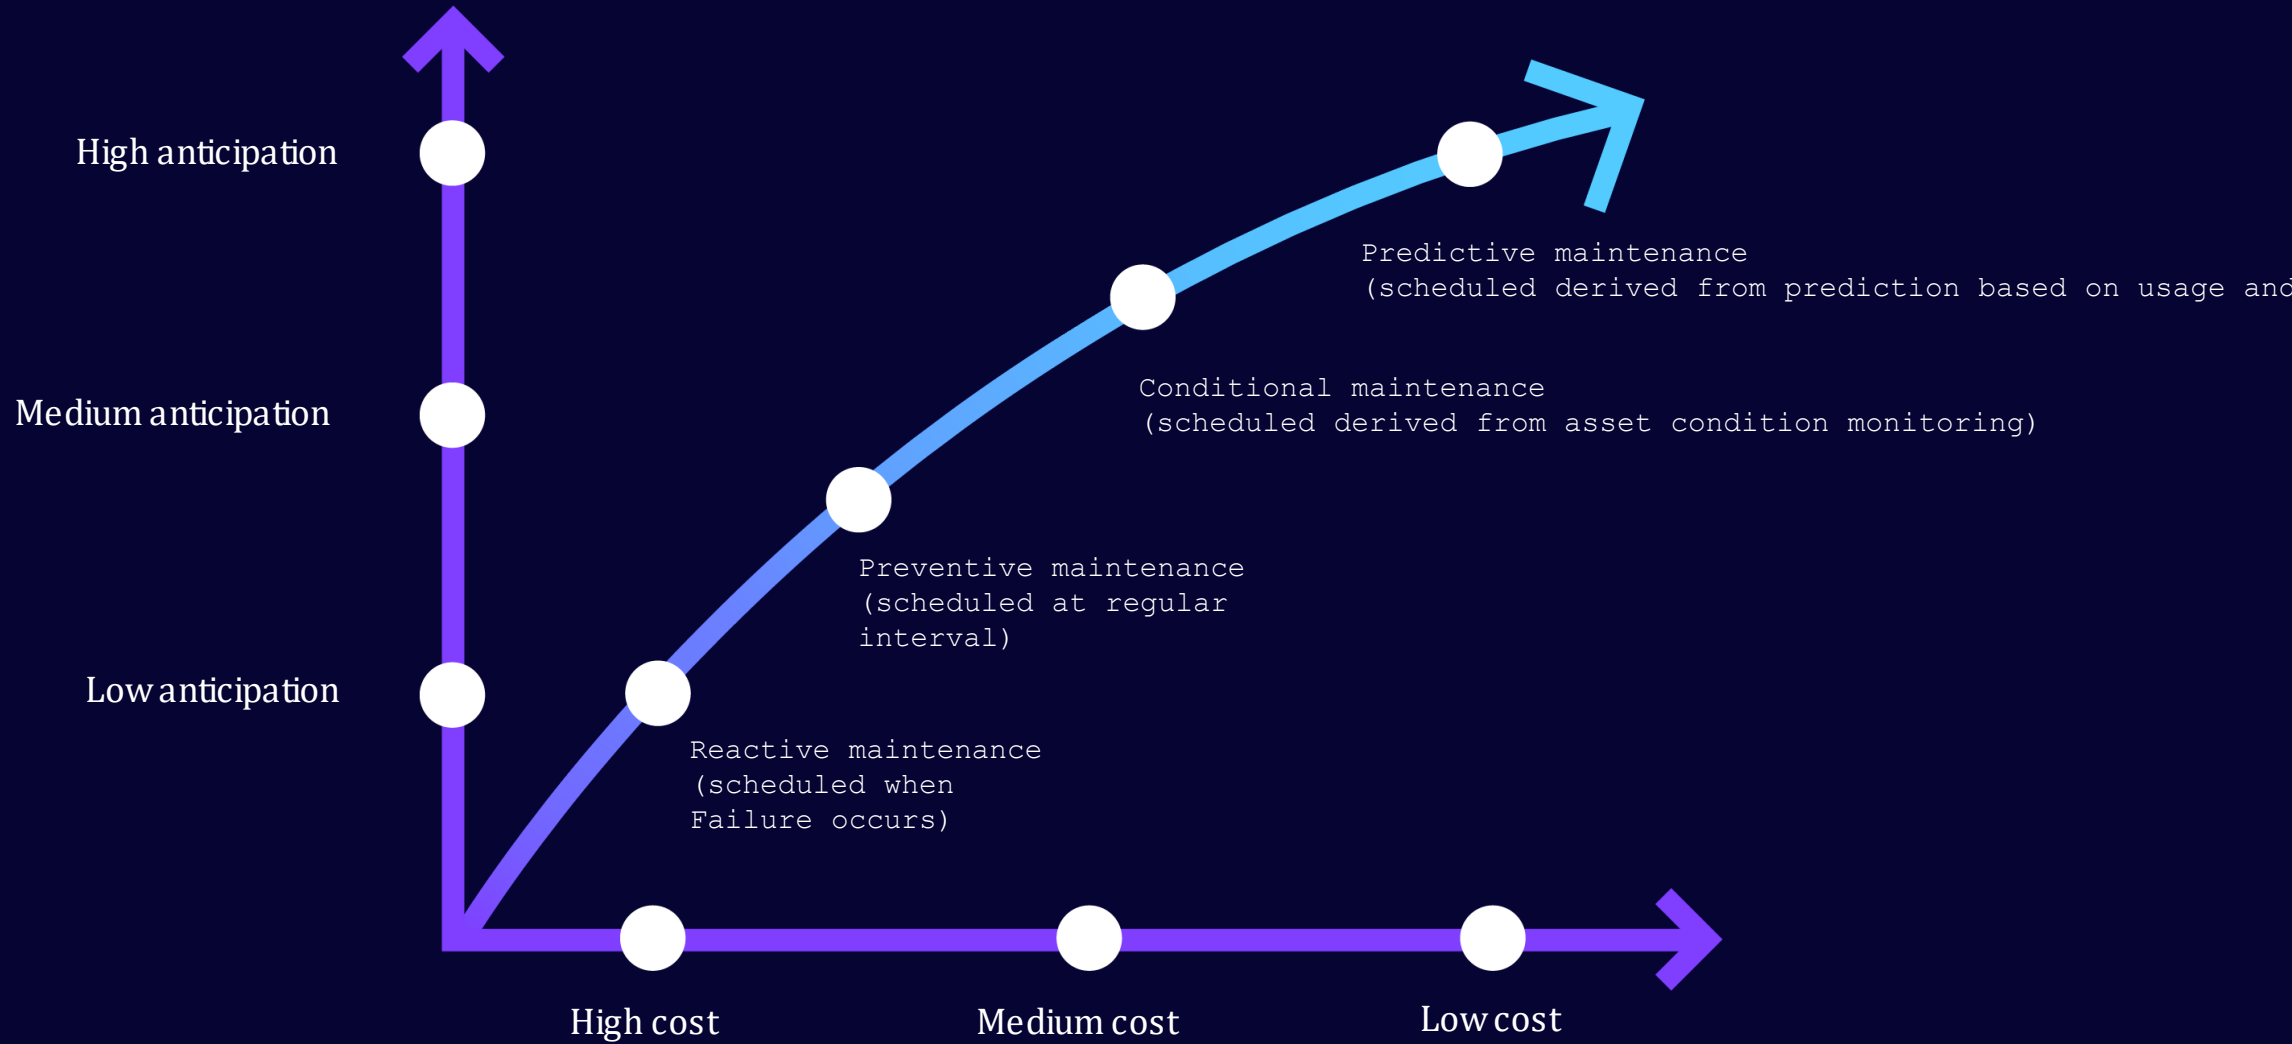 High anticipation
Predictive maintenance
(scheduled derived from prediction based on usage and
Conditional maintenance
(scheduled derived from asset condition monitoring)
Medium anticipation
Preventive maintenance
(scheduled at regular
interval)
Low anticipation
Reactive maintenance
(scheduled when
Failure occurs)
High cost
Medium cost
Low cost